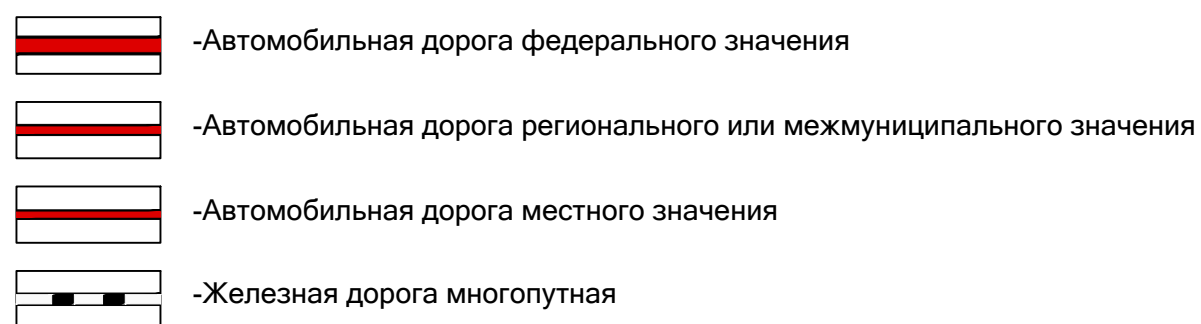 -Автомобильная дорога федерального значения
-Автомобильная дорога регионального или межмуниципального значения
-Автомобильная дорога местного значения
-Железная дорога многопутная